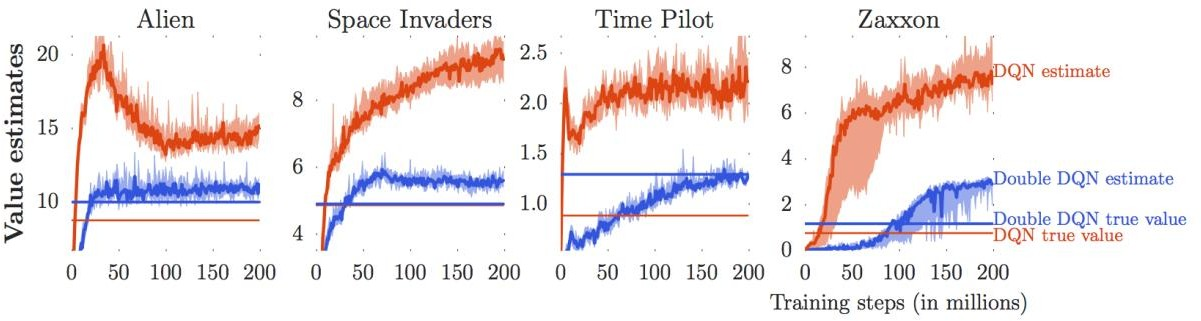 Alien
Space Invaders
Time Pilot
Zaxxon
Value estimates
20
15
10
0 50 100 150 200
8
6
4
0 50 100 150 200
2.5
2.0
1.5
1.0
0 50 100 150 200
8
6
4
2
0
0 50 100 150 200
DQN estimate
Double DQN estimate
Double DQN true value
DQN true value
Training steps (in millions)